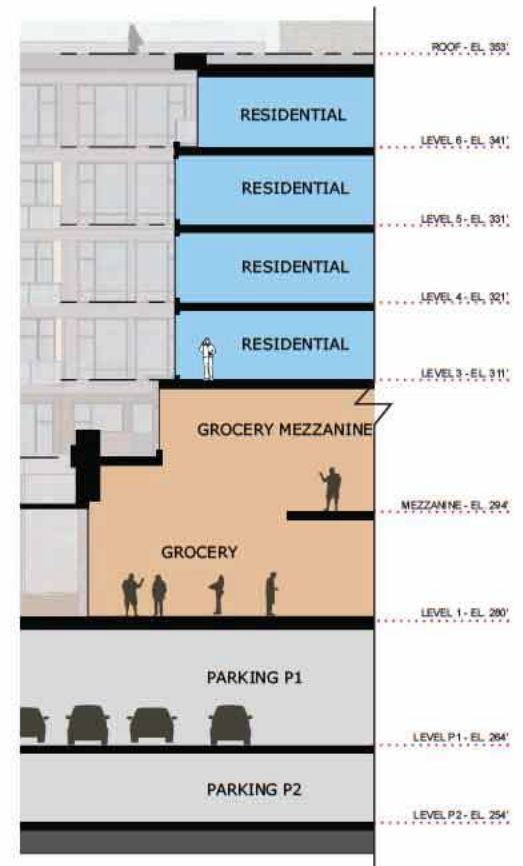 ROOF - EL. 353'
RESIDENTIAL
LEVEL 6 - EL. 341'
RESIDENTIAL
LEVEL 5 - EL. 331'
RESIDENTIAL
LEVEL 4 - EL. 321'
RESIDENTIAL
LEVEL 3 - EL. 311'
GROCERY MEZZANINE
MEZZANINE - EL. 294'
GROCERY
LEVEL 1 - EL. 280'
PARKING P1
LEVEL P1 - EL. 264'
PARKING P2
LEVEL P2 - EL. 254'